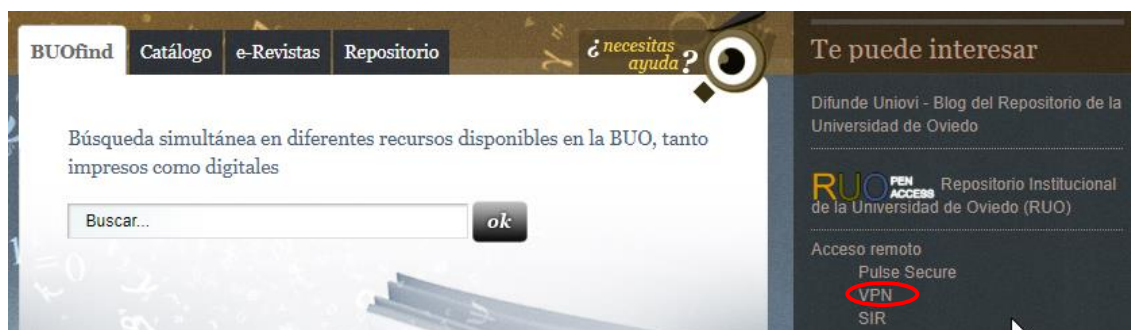 BUOfind Catálogo e-Revistas Repositorio
¿necesitas
ayuda?
Búsqueda simultánea en diferentes recursos disponibles en la BUO, tanto
impresos como digitales
Buscar...
ok
Te puede interesar
Difunde Uniovi - Blog del Repositorio de la
Universidad de Oviedo
RUOPEN ACCESS Repositorio Institucional
de la Universidad de Oviedo (RUO)
Acceso remoto
Pulse Secure
VPN
SIR